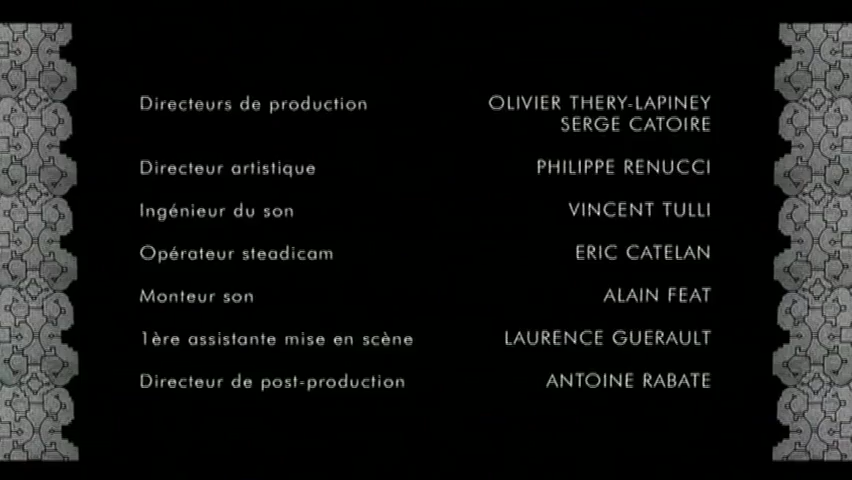 Directeurs de production OLIVIER THERY-LAPINEY
SERGE CATOIRE
Directeur artistique PHILIPPE RENUCCI
Ingénieur du son VINCENT TULLI
Opérateur steadicam ERIC CATELAN
Monteur son ALAIN FEAT
1ère assistante mise en scène LAURENCE GUERAULT
Directeur de post-production ANTOINE RABATE